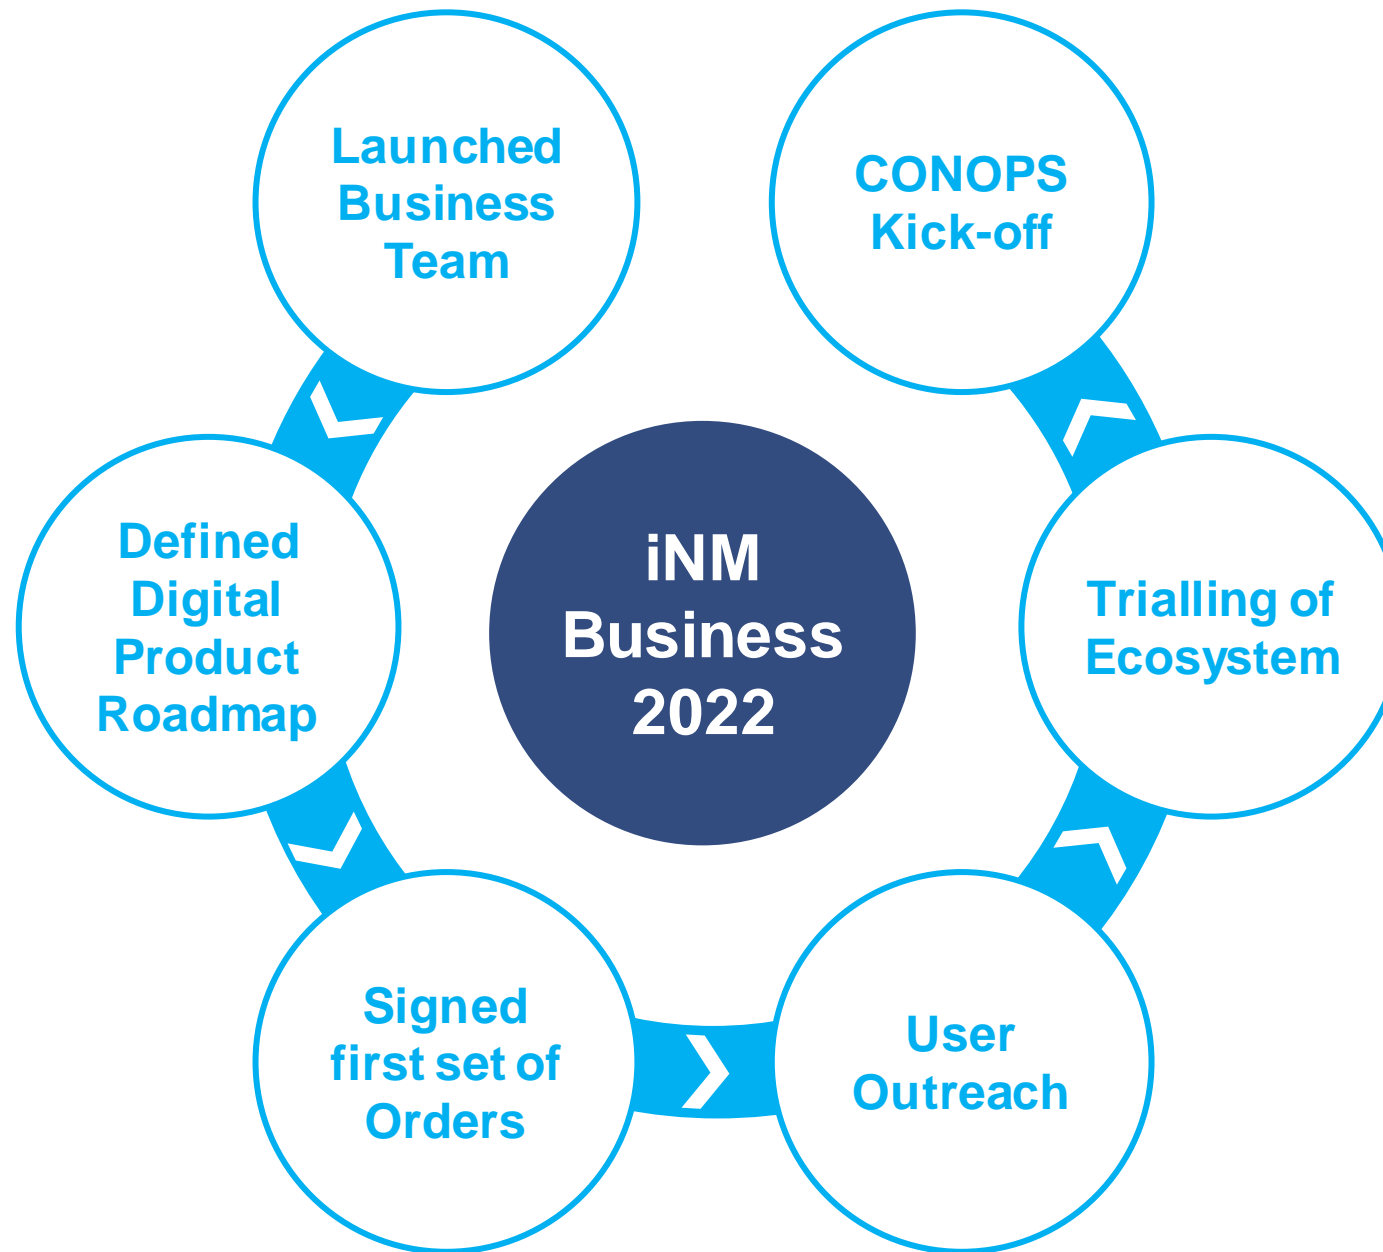 Launched
Business
Team
CONOPS
Kick-off
Defined
Digital
Product
Roadmap
iNM
Business
2022
Trialling of
Ecosystem
Signed
first set of
Orders
User
Outreach